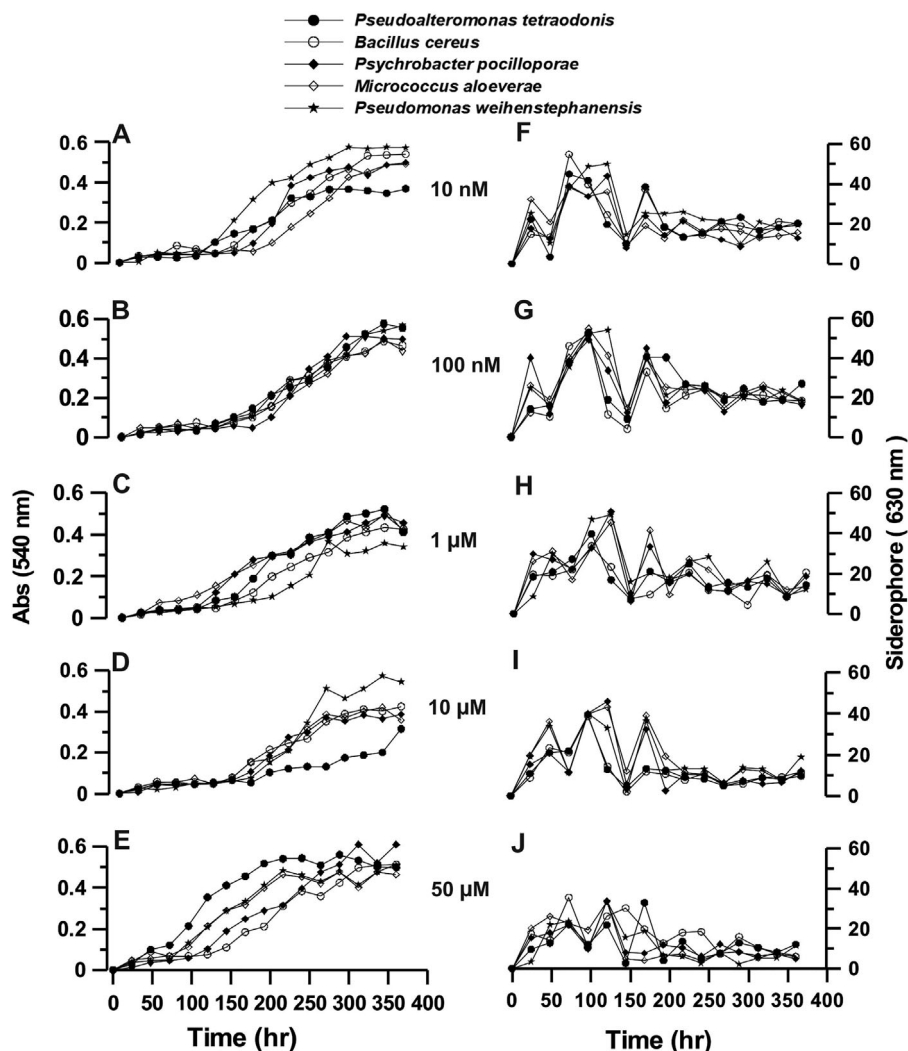 Pseudoalteromonas tetraodonis
Bacillus cereus
Psychrobacter pocilloporae
Micrococcus aloeverae
Pseudomonas weihenstephanensis
A
F
0.6
0.4
0.2
0
10 nM
60
40
20
0
B
G
0.6
0.4
0.2
0
100 nM
60
40
20
0
C
H
0.6
0.4
0.2
0
1 µM
60
40
20
0
D
I
0.6
0.4
0.2
0
10 µM
60
40
20
0
E
J
0.6
0.4
0.2
0
50 µM
60
40
20
0
Abs (540 nm)
Siderophore ( 630 nm )
0 50 100 150 200 250 300 350 400
0 50 100 150 200 250 300 350 400
Time (hr)
Time (hr)